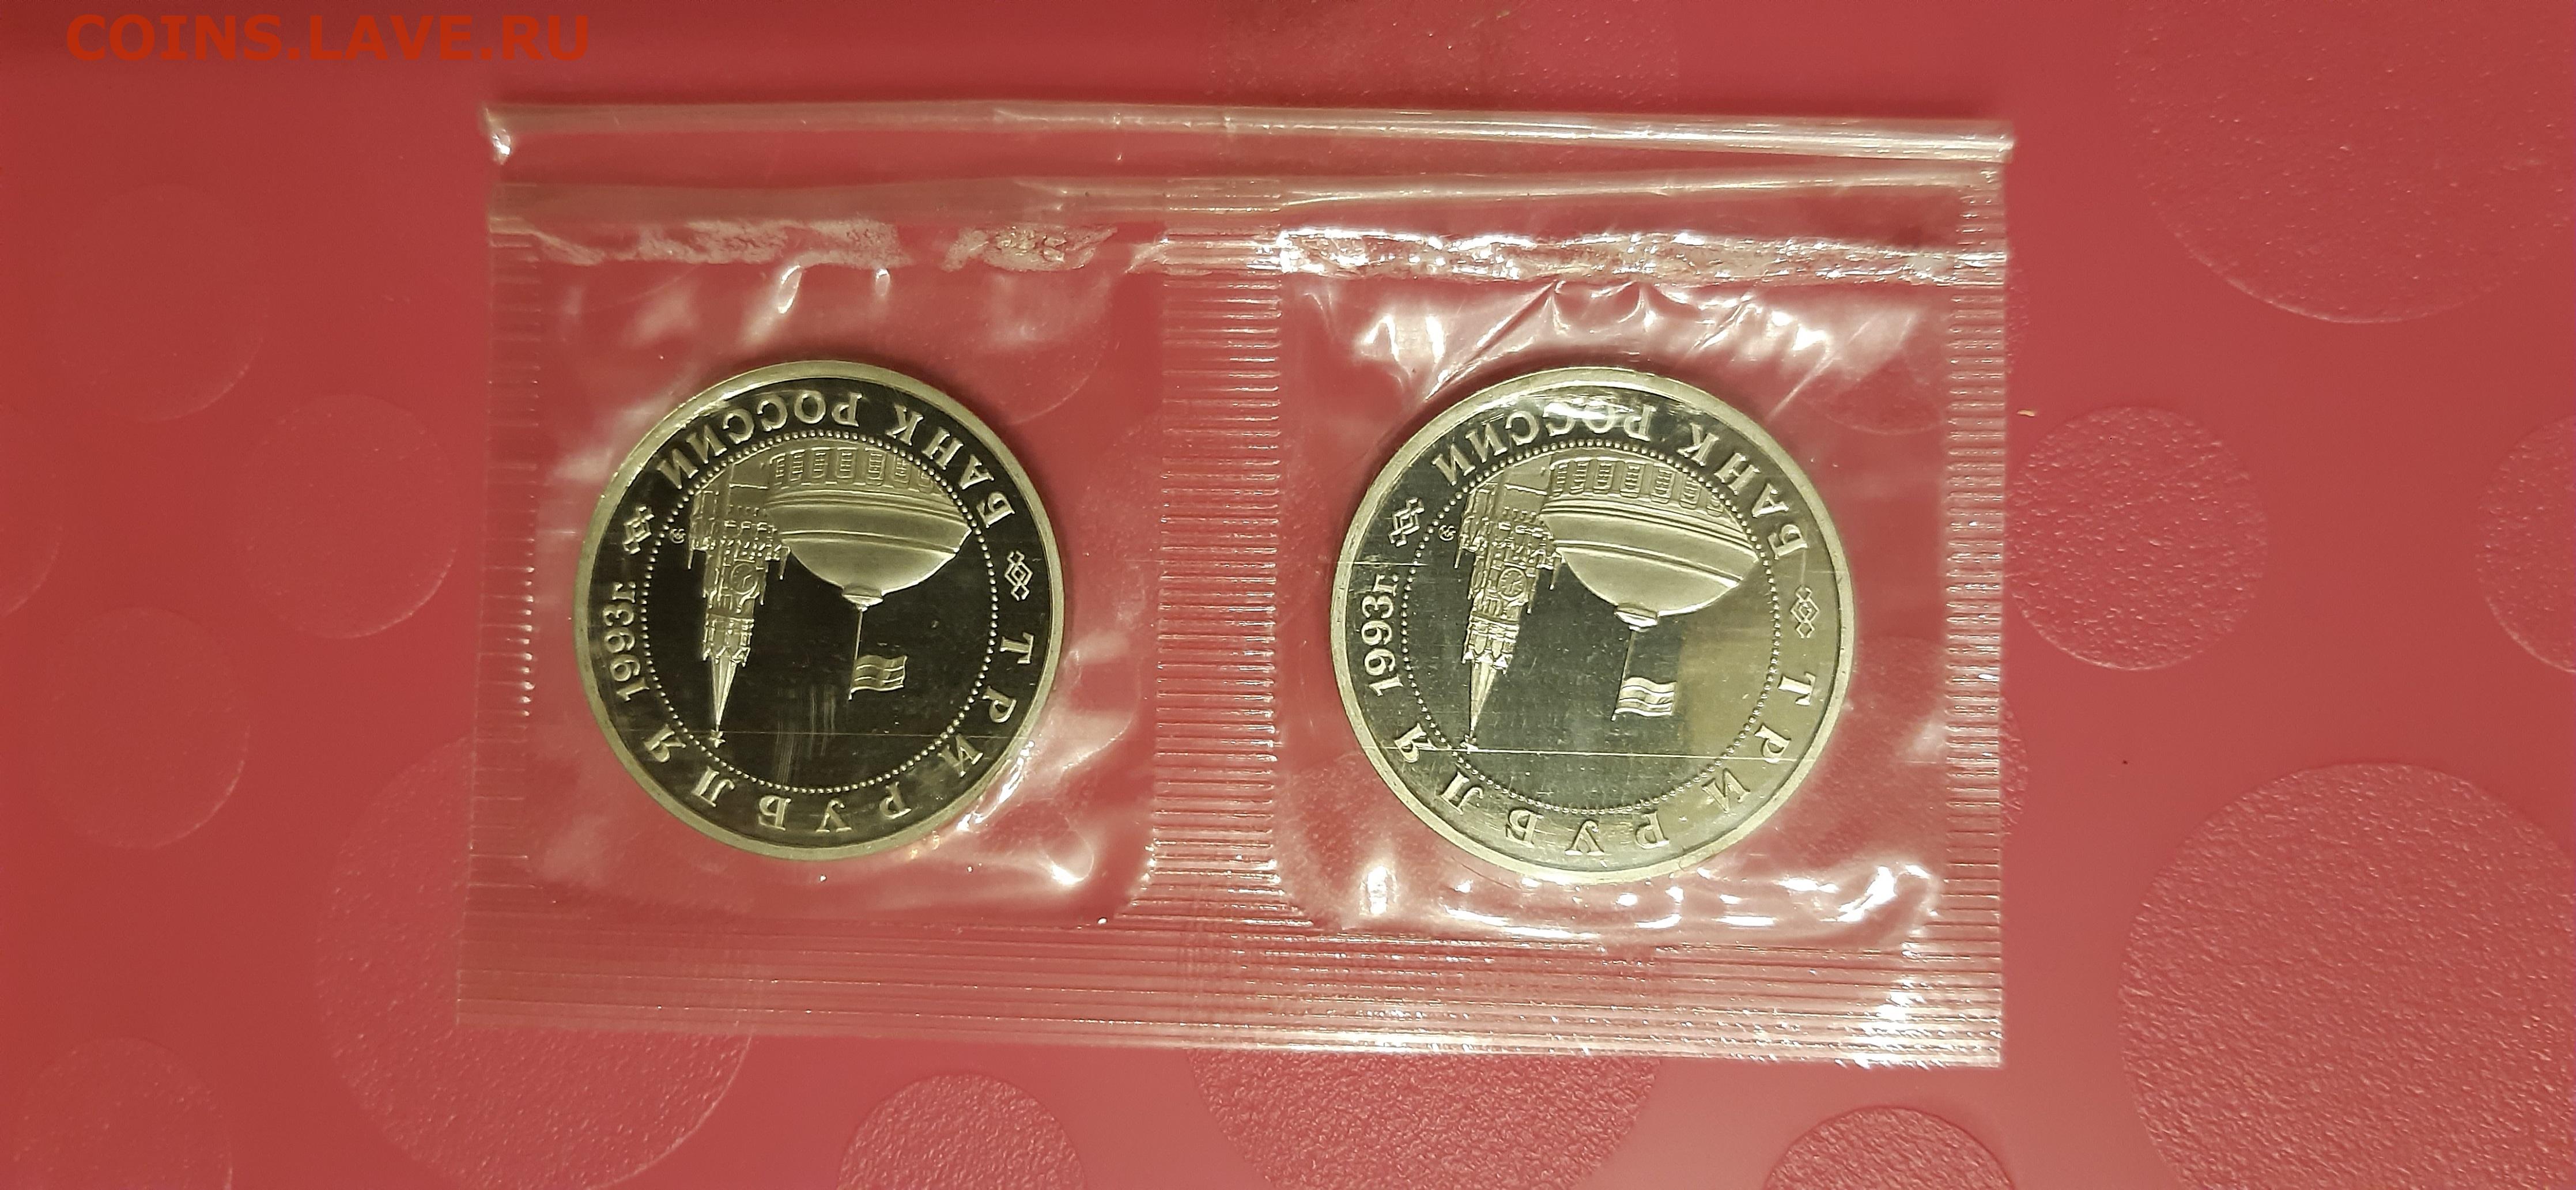 COINS.LAVE.RU
БАНК РОССИИ
1993г.
ТРИ РУБЛЯ
БАНК РОССИИ
1993г.
ТРИ РУБЛЯ